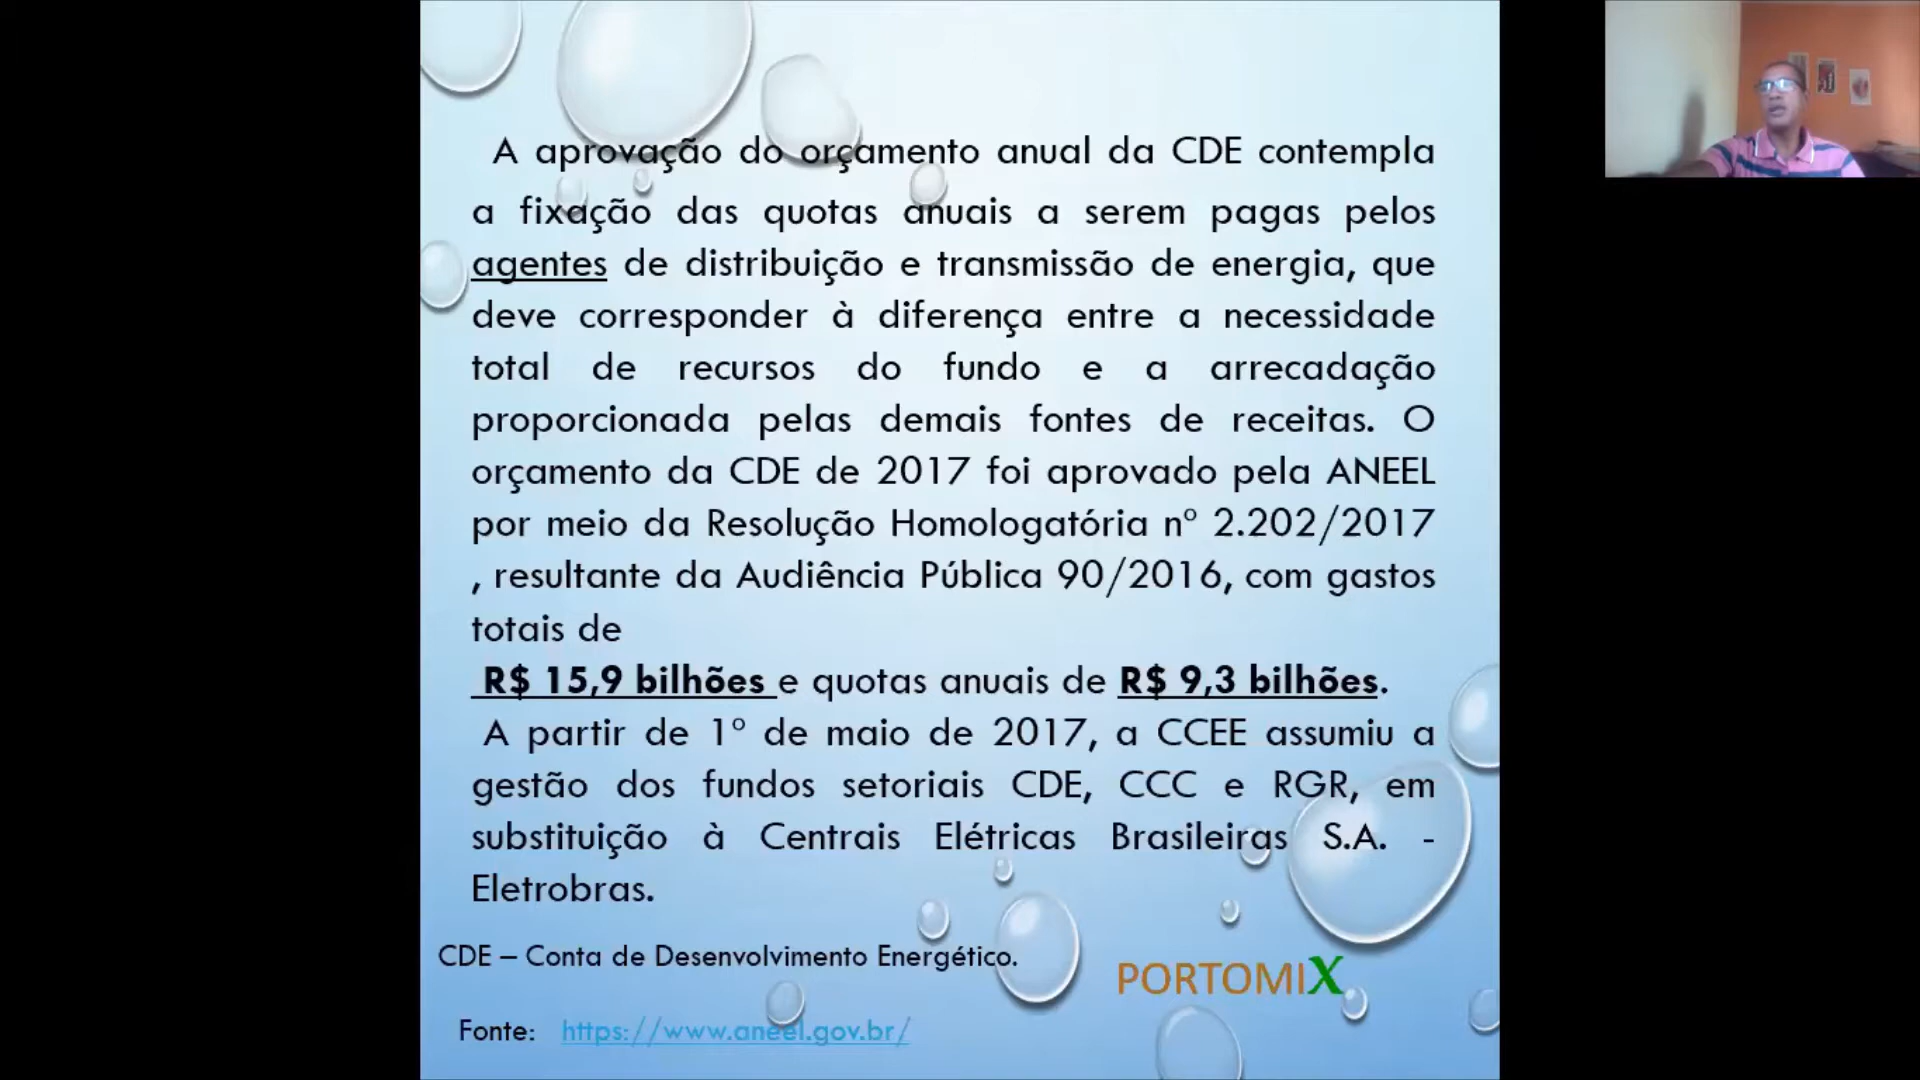 A aprovação do orçamento anual da CDE contempla
a fixação das quotas anuais a serem pagas pelos
agentes de distribuição e transmissão de energia, que
deve corresponder à diferença entre a necessidade
total de recursos do fundo e a arrecadação
proporcionada pelas demais fontes de receitas. O
orçamento da CDE de 2017 foi aprovado pela ANEEL
por meio da Resolução Homologatória nº 2.202/2017
, resultante da Audiência Pública 90/2016, com gastos
totais de
R$ 15,9 bilhões e quotas anuais de R$ 9,3 bilhões.
A partir de 1º de maio de 2017, a CCEE assumiu a
gestão dos fundos setoriais CDE, CCC e RGR, em
substituição à Centrais Elétricas Brasileiras S.A. -
Eletrobras.
CDE – Conta de Desenvolvimento Energético.
PORTOMIX
Fonte: https://www.aneel.gov.br/